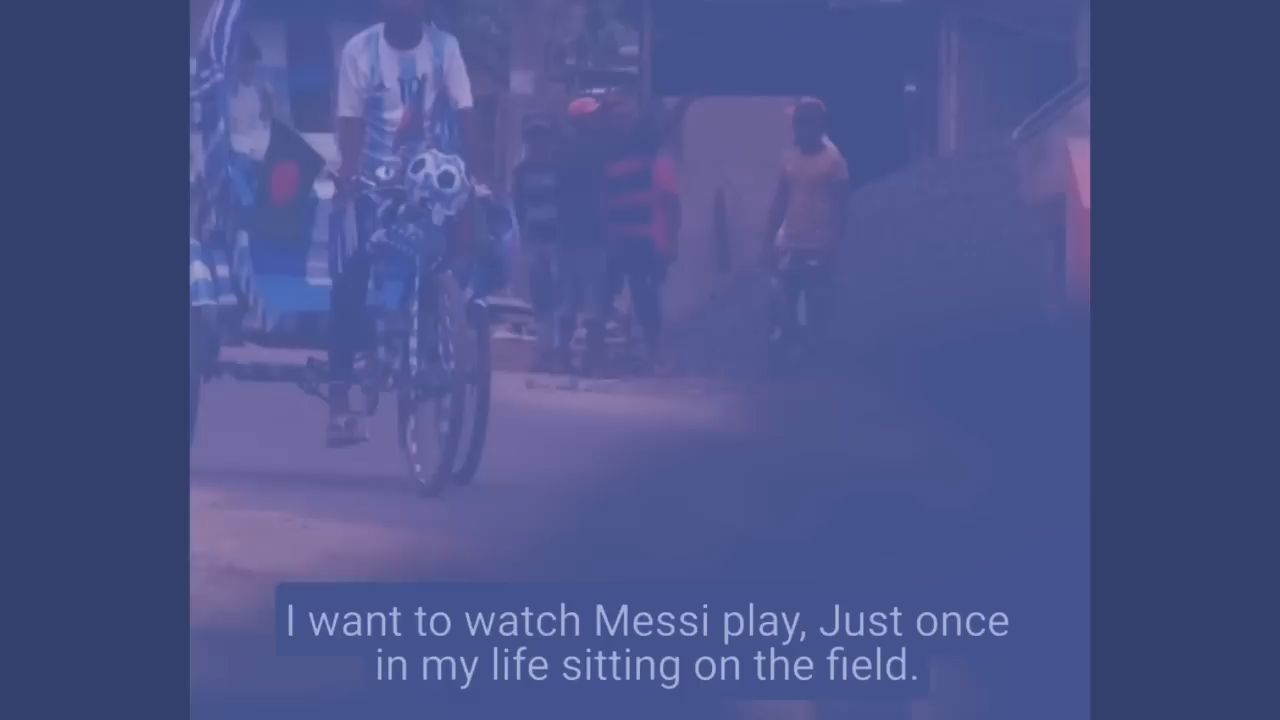 I want to watch Messi play, Just once
in my life sitting on the field.